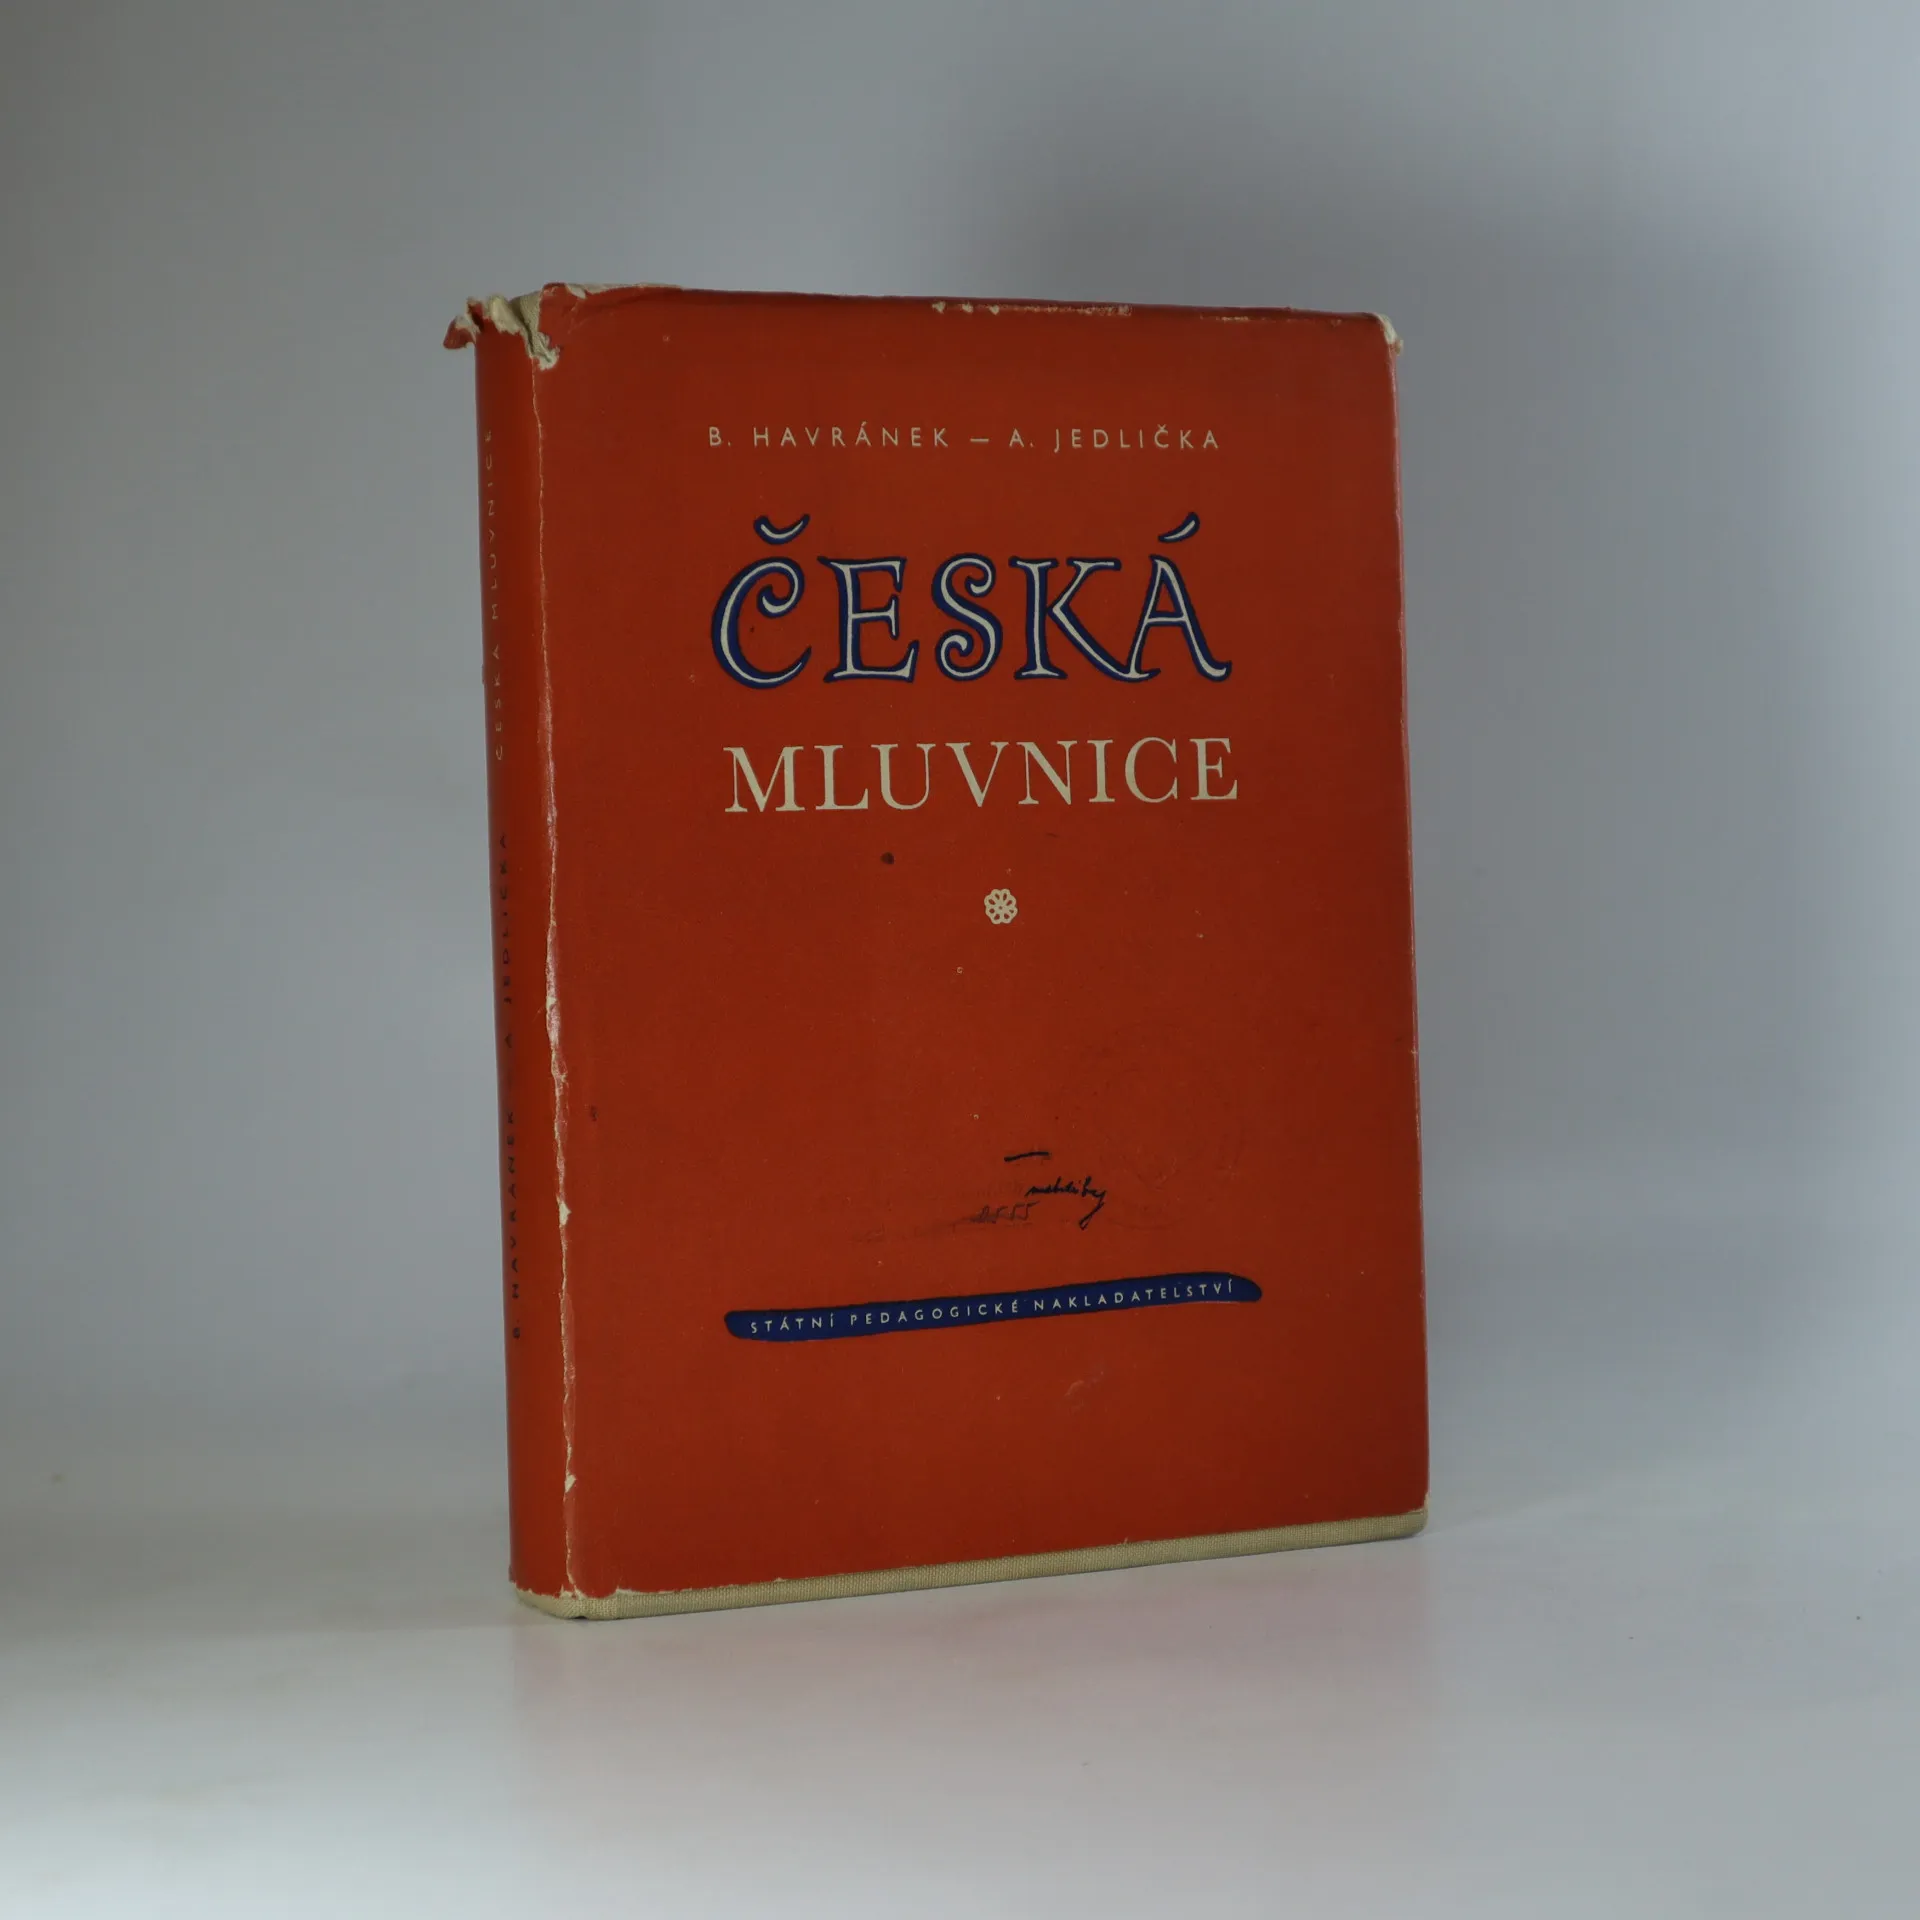 B. HAVRÁNEK — A. JEDLIČKA
ČESKÁ
MLUVNICE
STÁTNÍ PEDAGOGICKÉ NAKLADATELSTVÍ
B. HAVRÁNEK – A. JEDLIČKA ČESKÁ MLUVNICE